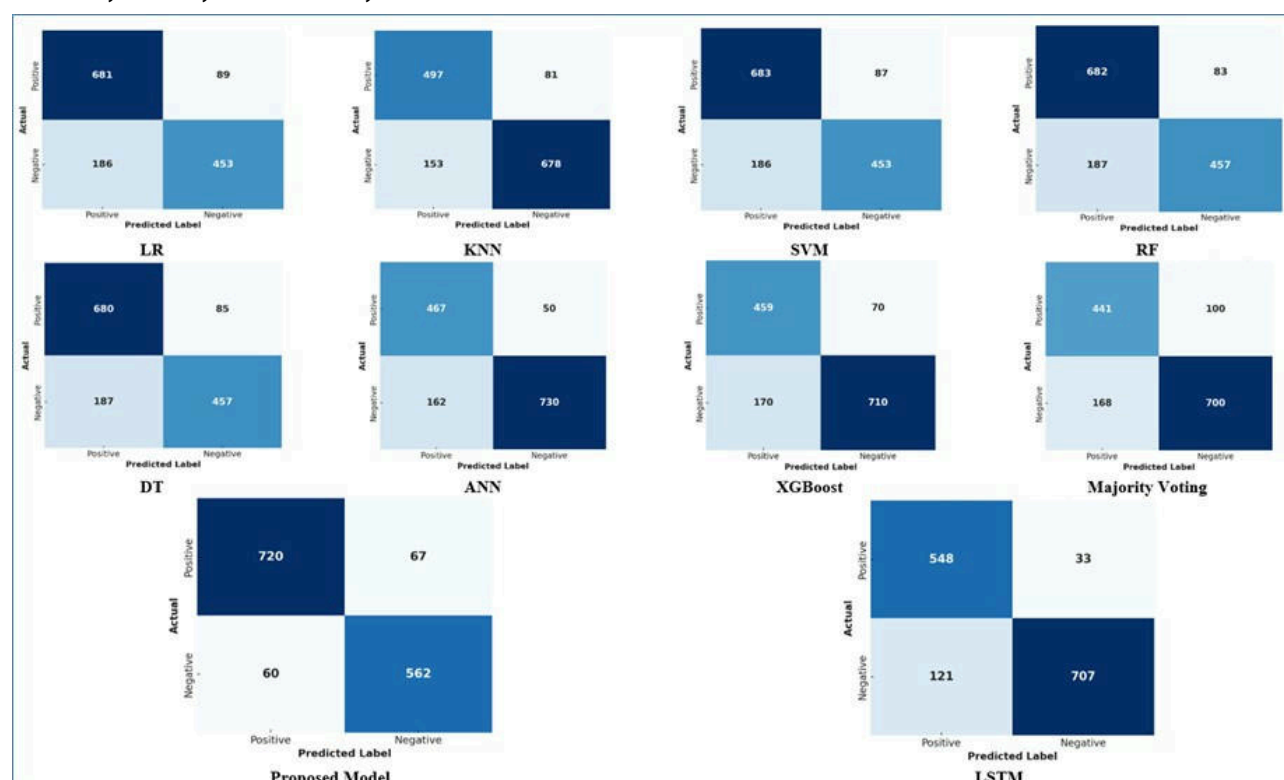 Positive
681
89
Actual
Negative
186
453
Positive
Negative
Predicted Label
LR
Positive
497
81
Actual
Negative
153
678
Positive
Negative
Predicted Label
KNN
Positive
683
87
Actual
Negative
186
453
Positive
Negative
Predicted Label
SVM
Positive
682
83
Actual
Negative
187
457
Positive
Negative
Predicted Label
RF
Positive
680
85
Actual
Negative
187
457
Positive
Negative
Predicted Label
DT
Positive
467
50
Actual
Negative
162
730
Positive
Negative
Predicted Label
ANN
Positive
459
70
Actual
Negative
170
710
Positive
Negative
Predicted Label
XGBoost
Positive
441
100
Actual
Negative
168
700
Positive
Negative
Predicted Label
Majority Voting
Positive
720
67
Actual
Negative
60
562
Positive
Negative
Predicted Label
Proposed Model
Positive
548
33
Actual
Negative
121
707
Positive
Negative
Predicted Label
LSTM